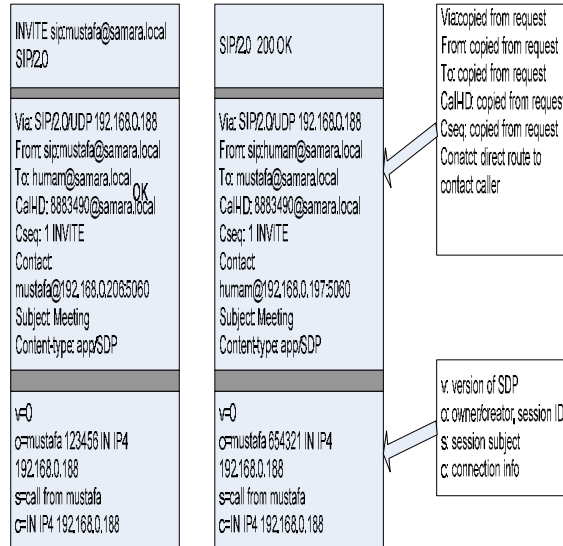 INVITE sip:mustafa@samara.local
SIP/2.0
Via: SIP/2.0/UDP 192.168.0.188
From: sip:mustafa@samara.local
To: humam@samara.local
OK
Call-ID: 8883490@samara.local
Cseq: 1 INVITE
Contact:
mustafa@192.168.0.206:5060
Subject: Meeting
Content-type: app/SDP
v=0
o=mustafa 123456 IN IP4
192.168.0.188
s=call from mustafa
c=IN IP4 192.168.0.188
SIP/2.0 200 OK
Via: SIP/2.0/UDP 192.168.0.188
From: sip:humam@samara.local
To: mustafa@samara.local
Call-ID: 8883490@samara.local
Cseq: 1 INVITE
Contact:
humam@192.168.0.197:5060
Subject: Meeting
Content-type: app/SDP
v=0
o=mustafa 654321 IN IP4
192.168.0.188
s=call from mustafa
c=IN IP4 192.168.0.188
Via:copied from request
From: copied from request
To: copied from request
Call-ID: copied from request
Cseq: copied from request
Conatct: direct route to
contact caller
v: version of SDP
o: owner/creator, session ID
s: session subject
c: connection info